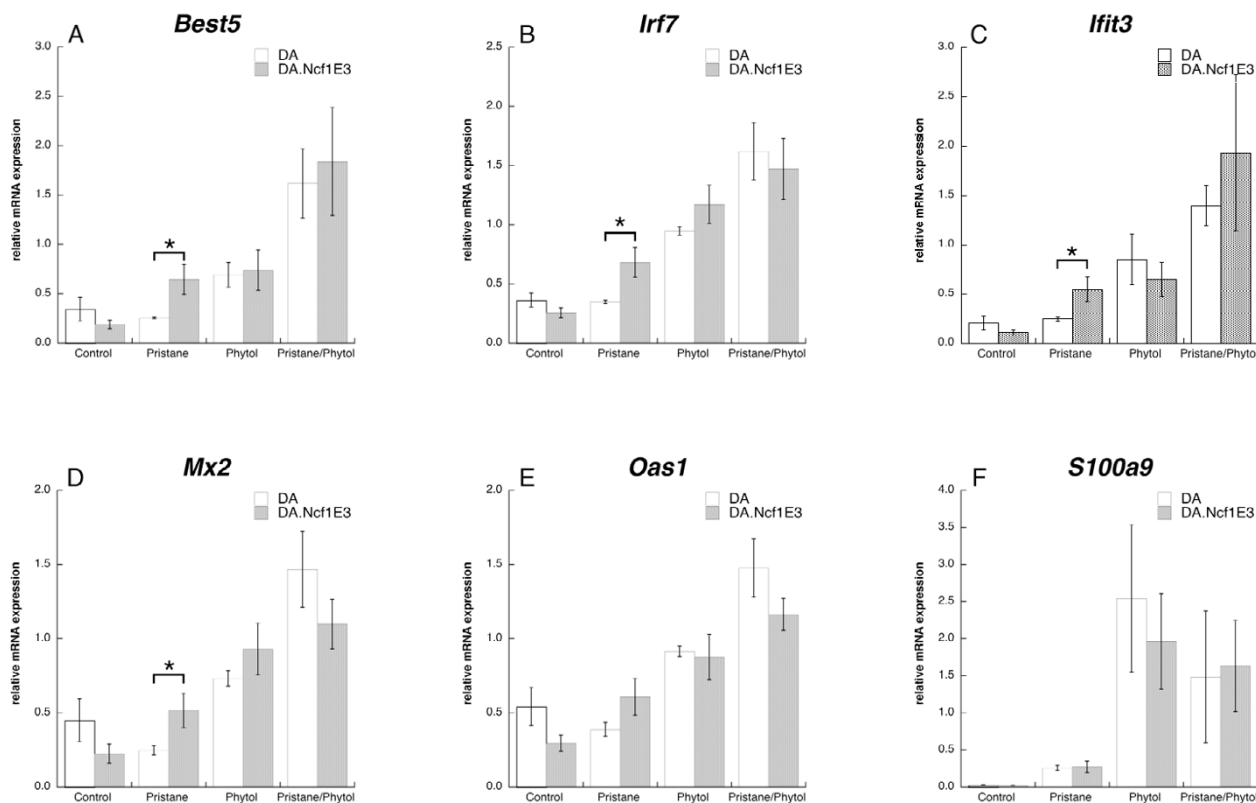 A
Best5
3.0
2.5
2.0
1.5
1.0
0.5
0.0
relative mRNA expression
DA
DA.Ncf1E3
*
Control
Pristane
Phytol
Pristane/Phytol
B
Irf7
2.5
2.0
1.5
1.0
0.5
0.0
relative mRNA expression
DA
DA.Ncf1E3
*
Control
Pristane
Phytol
Pristane/Phytol
C
Ifit3
3.0
2.5
2.0
1.5
1.0
0.5
0.0
relative mRNA expression
DA
DA.Ncf1E3
*
Control
Pristane
Phytol
Pristane/Phyto
D
Mx2
2.0
1.5
1.0
0.5
0.0
relative mRNA expression
DA
DA.Ncf1E3
*
Control
Pristane
Phytol
Pristane/Phytol
E
Oas1
2.0
1.5
1.0
0.5
0.0
relative mRNA expression
DA
DA.Ncf1E3
Control
Pristane
Phytol
Pristane/Phytol
F
S100a9
4.0
3.5
3.0
2.5
2.0
1.5
1.0
0.5
0.0
relative mRNA expression
DA
DA.Ncf1E3
Control
Pristane
Phytol
Pristane/Phytol